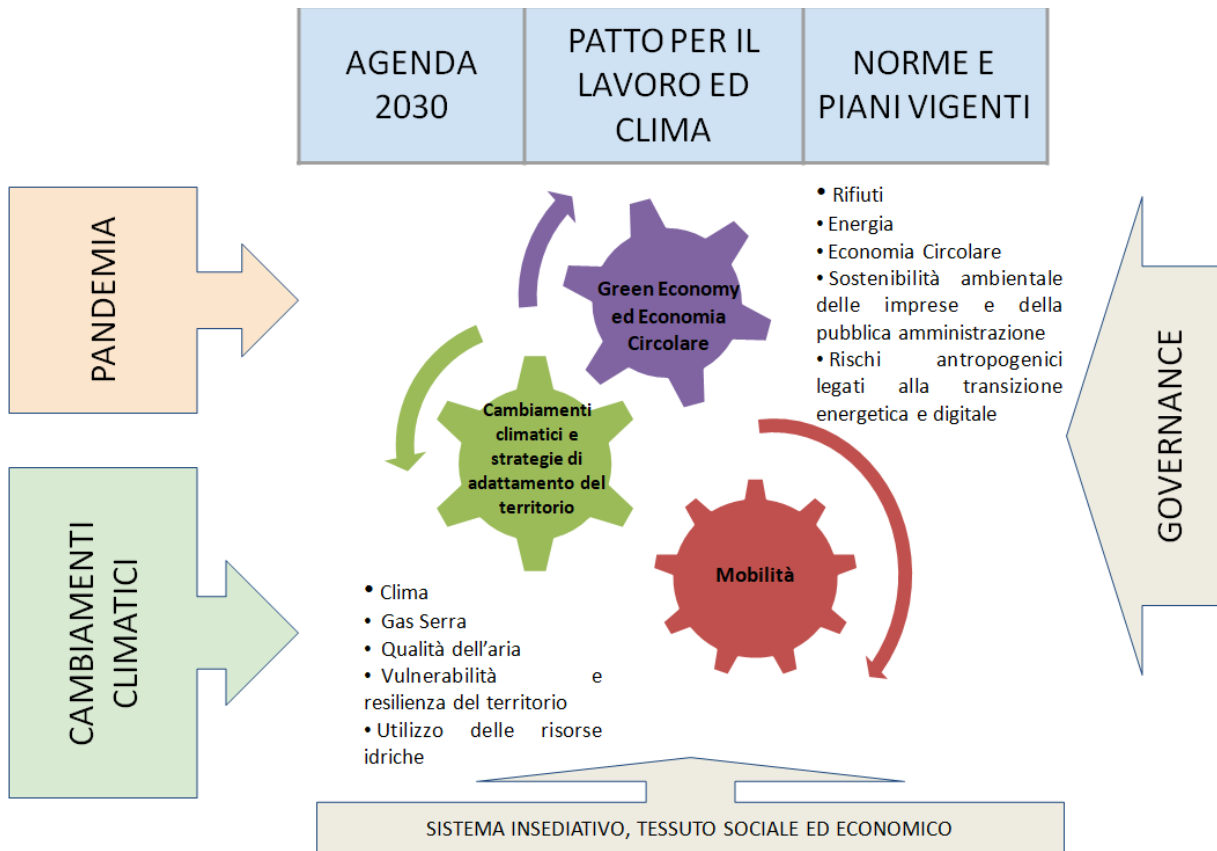 AGENDA
2030
PATTO PER IL
LAVORO ED
CLIMA
NORME E
PIANI VIGENTI
PANDEMIA
CAMBIAMENTI
CLIMATICI
Green Economy
ed Economia
Circolare
Cambiamenti
climatici e
strategie di
adattamento del
territorio
Mobilità
• Rifiuti
• Energia
• Economia Circolare
• Sostenibilità ambientale
delle imprese e della
pubblica amministrazione
• Rischi antropogenici
legati alla transizione
energetica e digitale
• Clima
• Gas Serra
• Qualità dell’aria
• Vulnerabilità e
resilienza del territorio
• Utilizzo delle risorse
idriche
GOVERNANCE
SISTEMA INSEDIATIVO, TESSUTO SOCIALE ED ECONOMICO